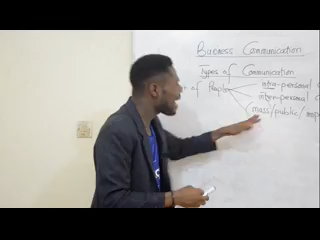 Business Communication
Types of Communication
of People
intra-personal
inter-personal
(mass/public/